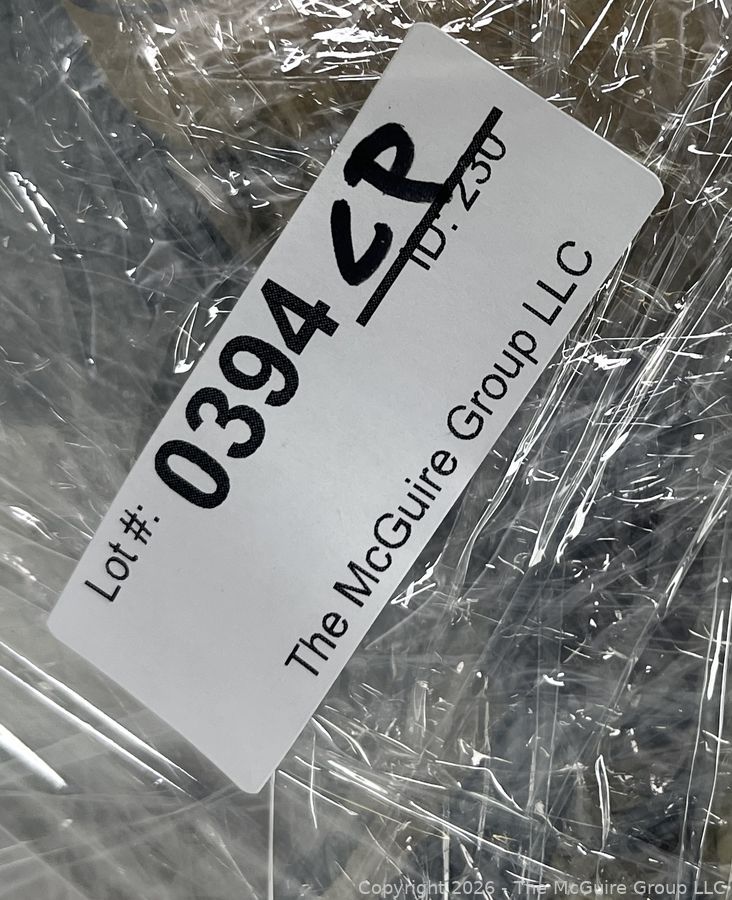 Lot #: 0394 CP
ID: 230
The McGuire Group LLC
Copyright 2026 - The McGuire Group LLC